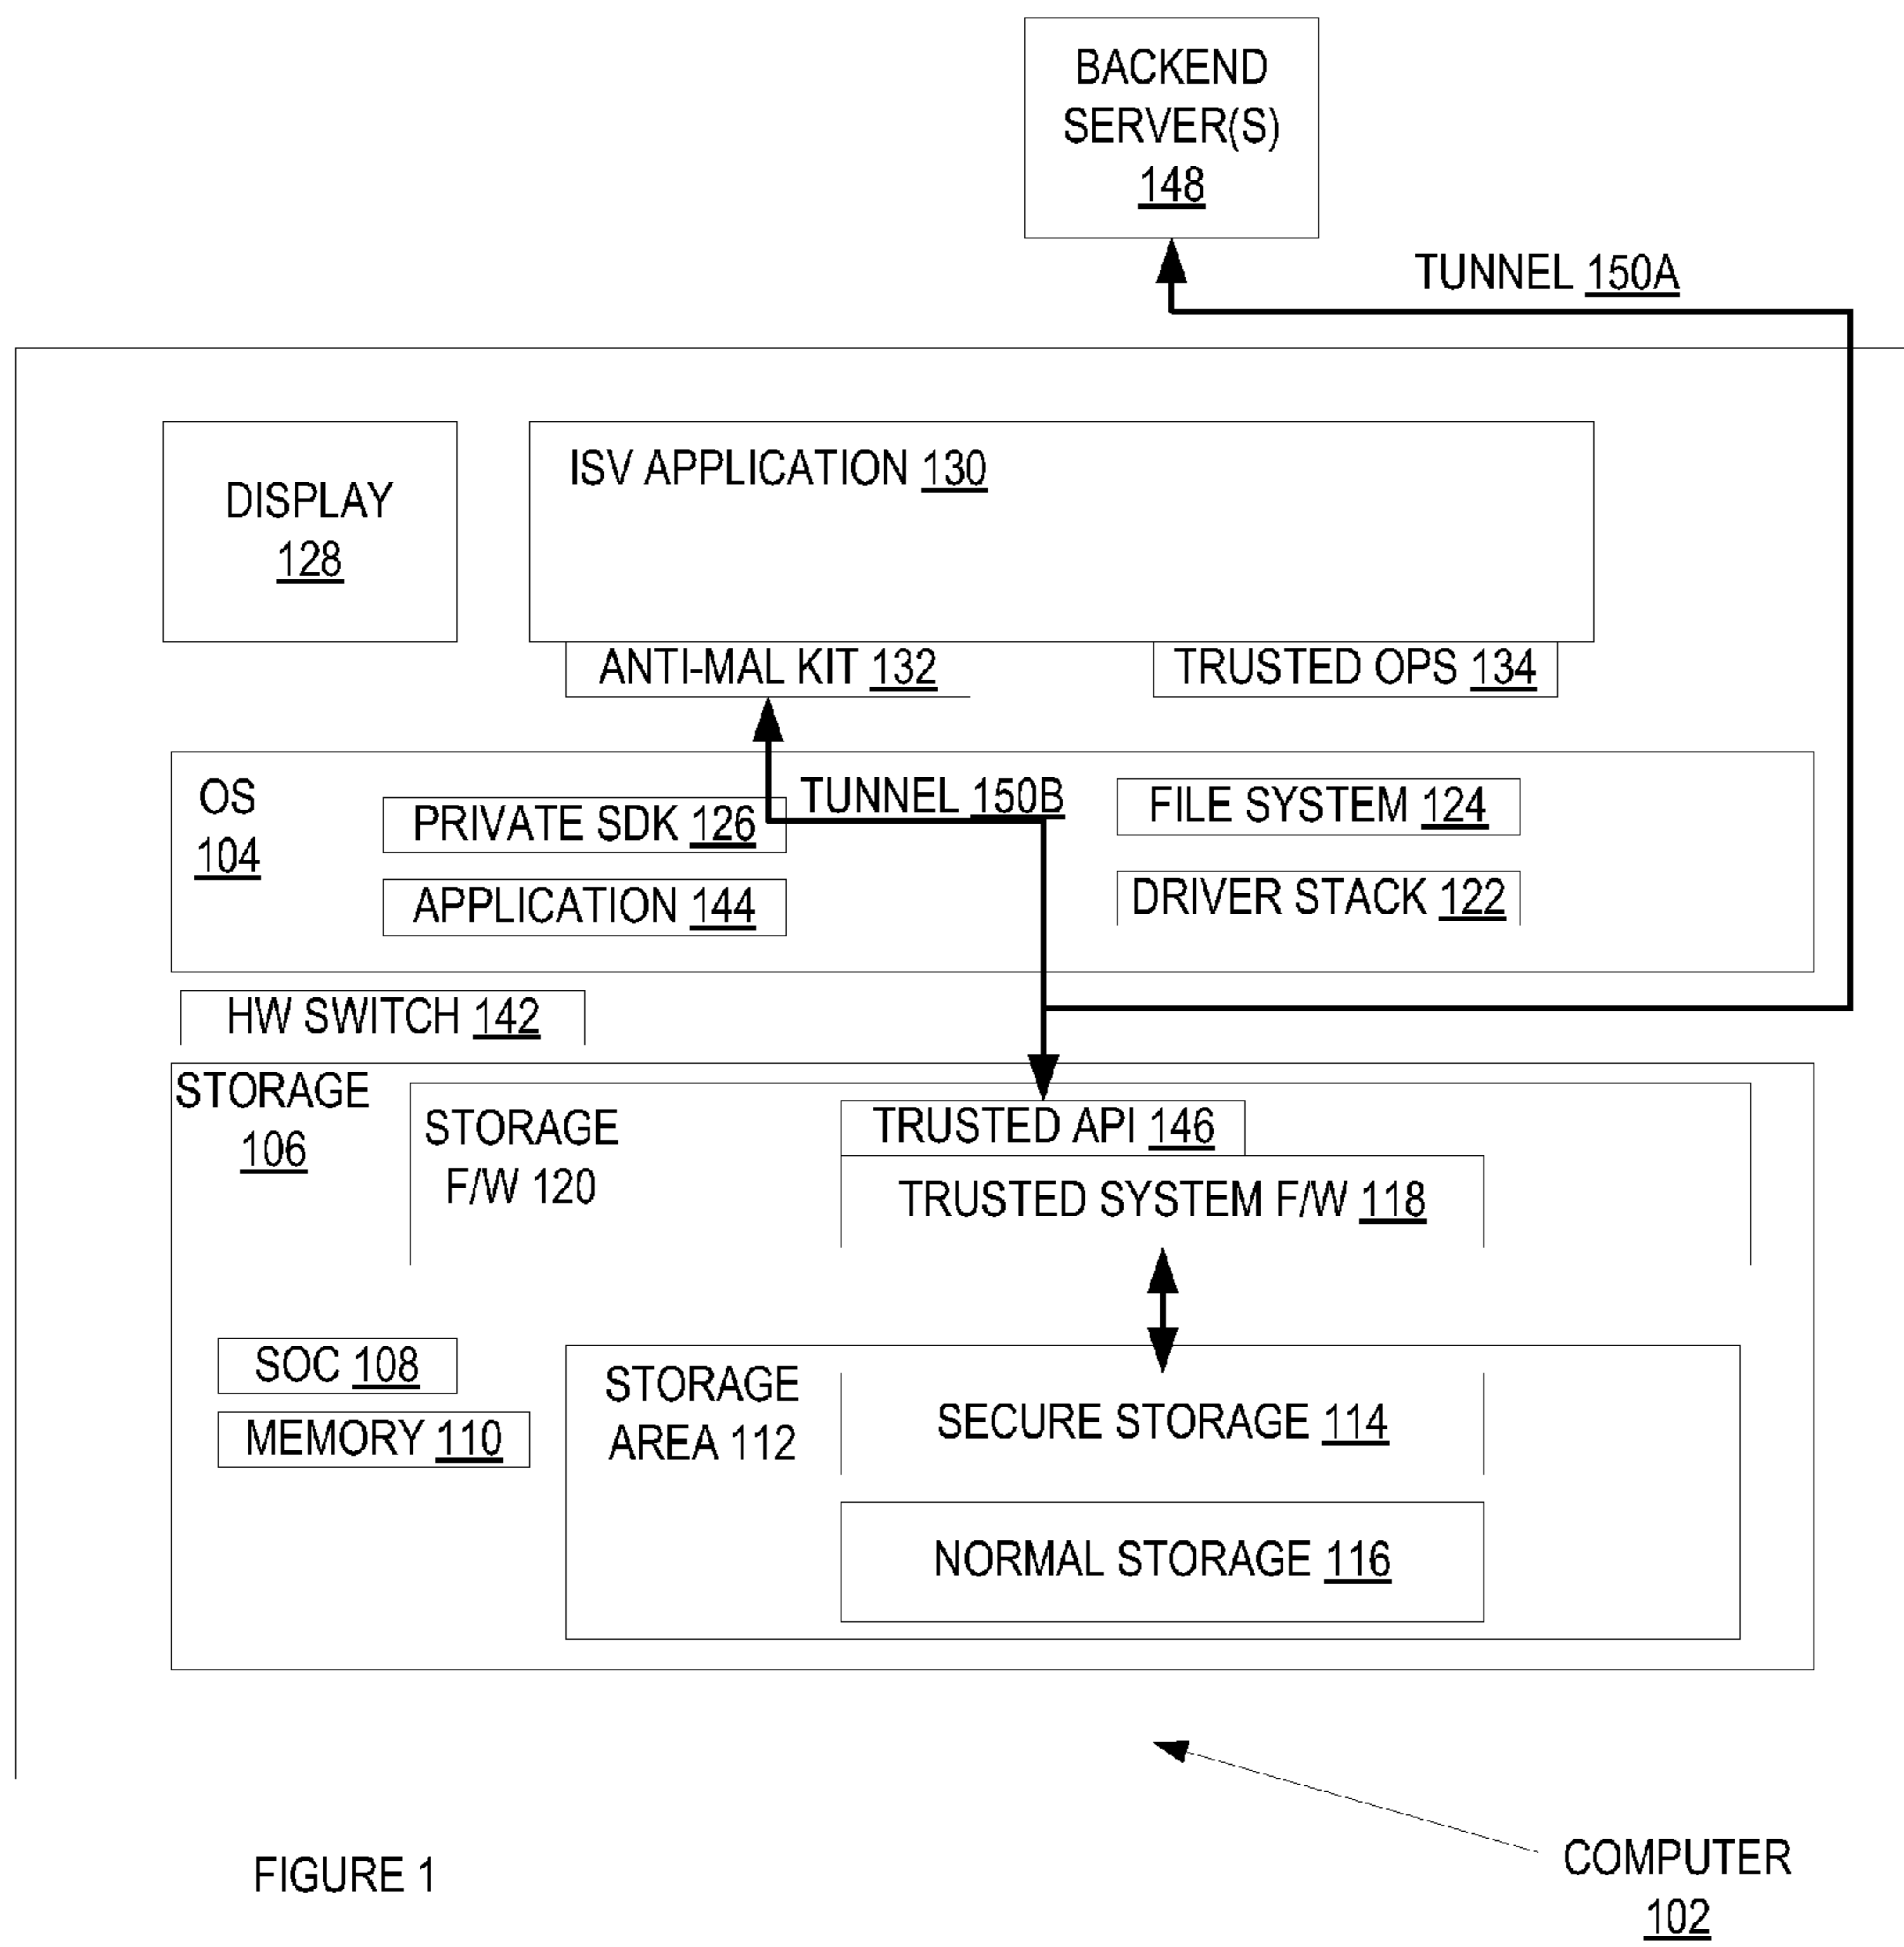 BACKEND
SERVER(S)
148
TUNNEL 150A
DISPLAY
128
ISV APPLICATION 130
ANTI-MAL KIT 132
TRUSTED OPS 134
OS
104
PRIVATE SDK 126
TUNNEL 150B
FILE SYSTEM 124
APPLICATION 144
DRIVER STACK 122
HW SWITCH 142
STORAGE
106
STORAGE
F/W 120
TRUSTED API 146
TRUSTED SYSTEM F/W 118
SOC 108
MEMORY 110
STORAGE
AREA 112
SECURE STORAGE 114
NORMAL STORAGE 116
FIGURE 1
COMPUTER
102